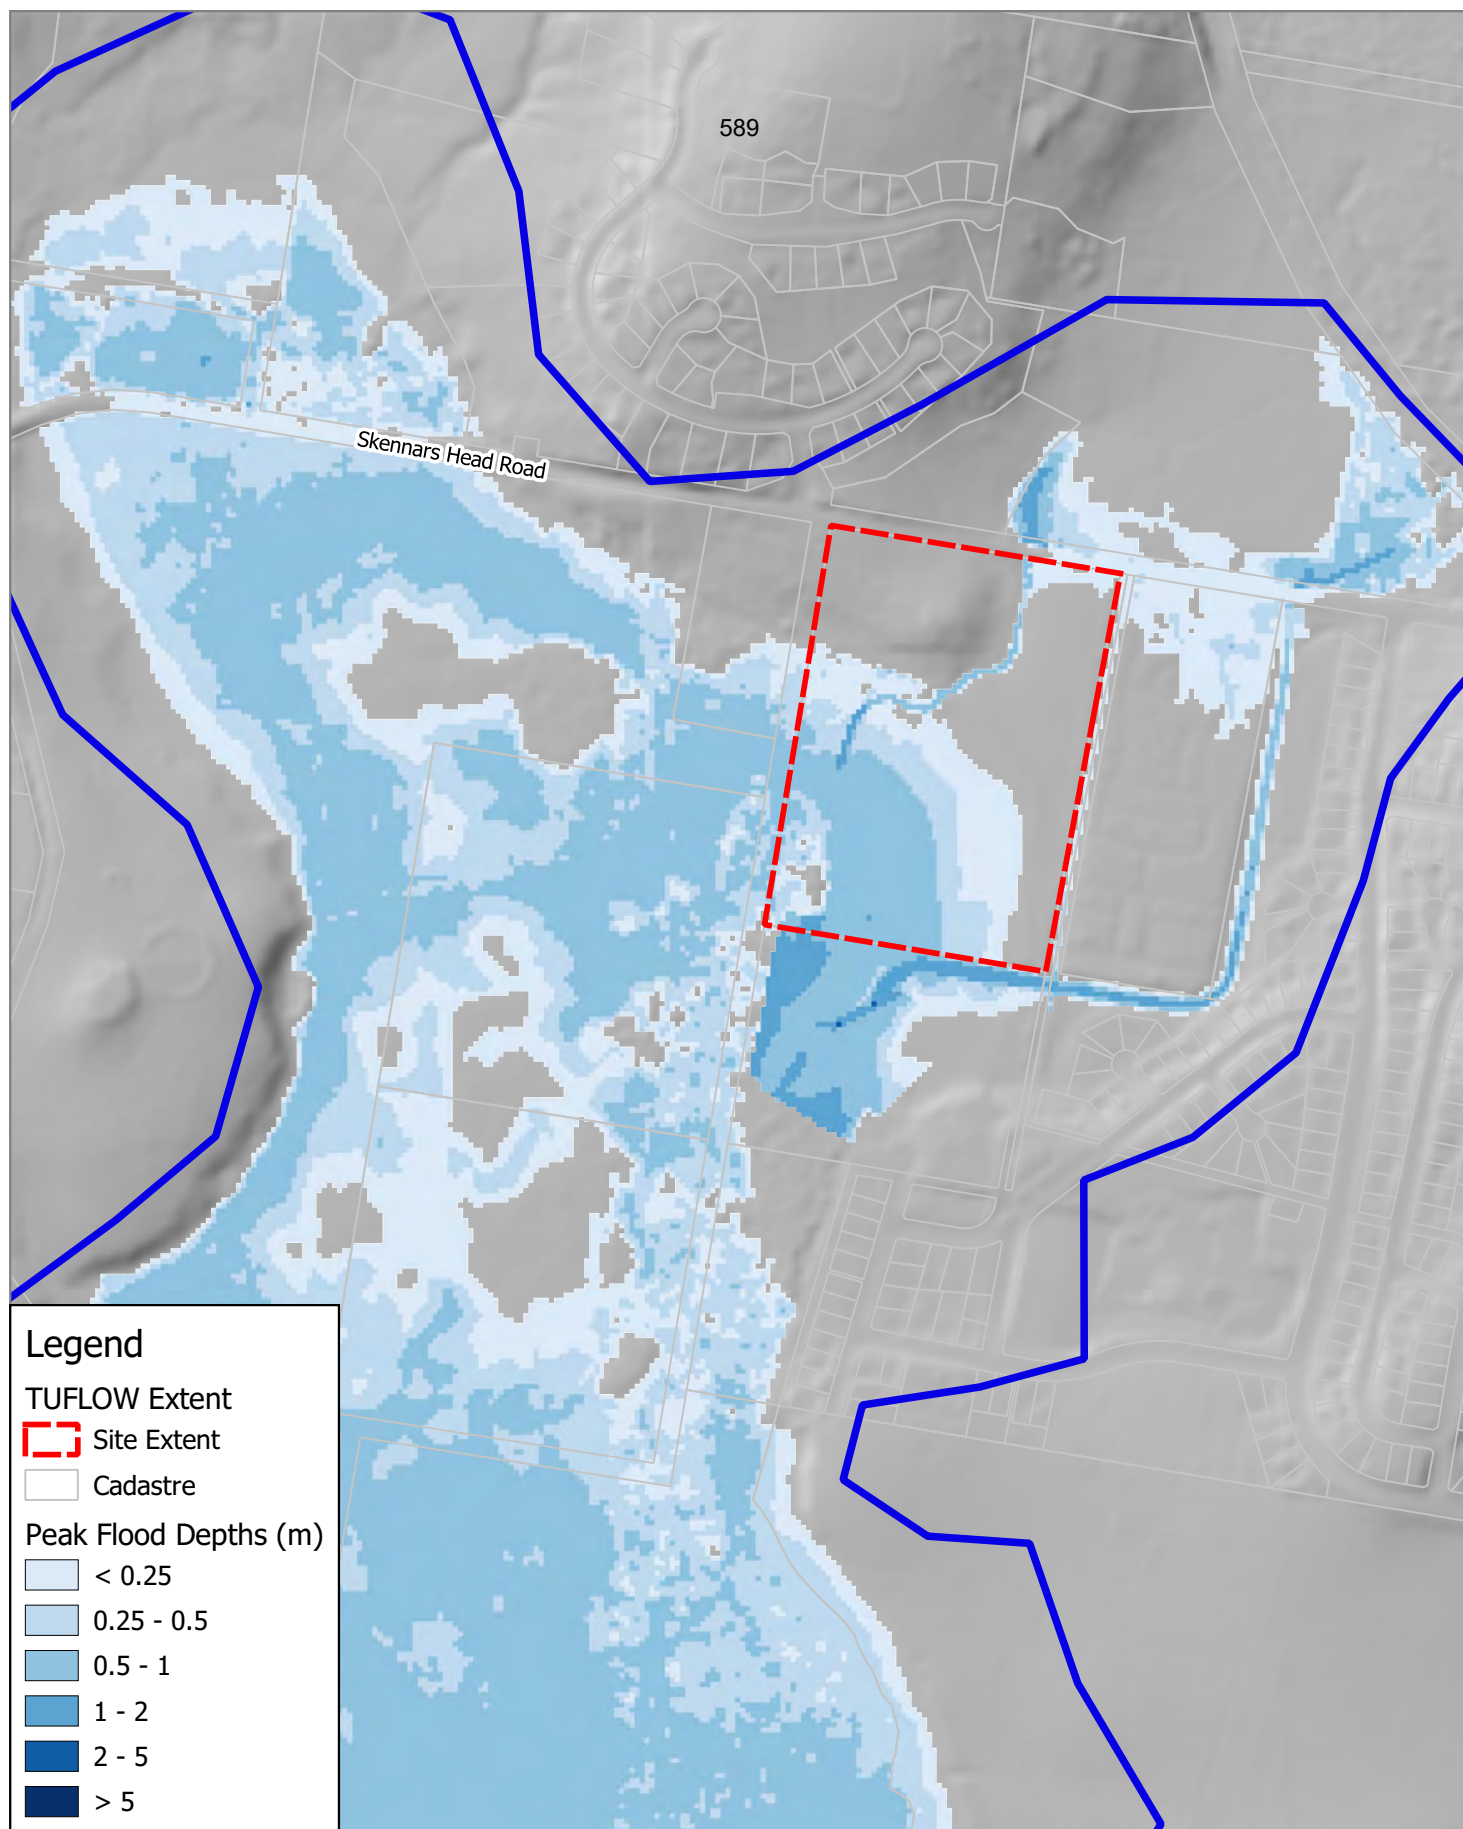 589
Skennars Head Road
Legend
TUFLOW Extent
Site Extent
Cadastre
Peak Flood Depths (m)
< 0.25
0.25 - 0.5
0.5 - 1
1 - 2
2 - 5
> 5